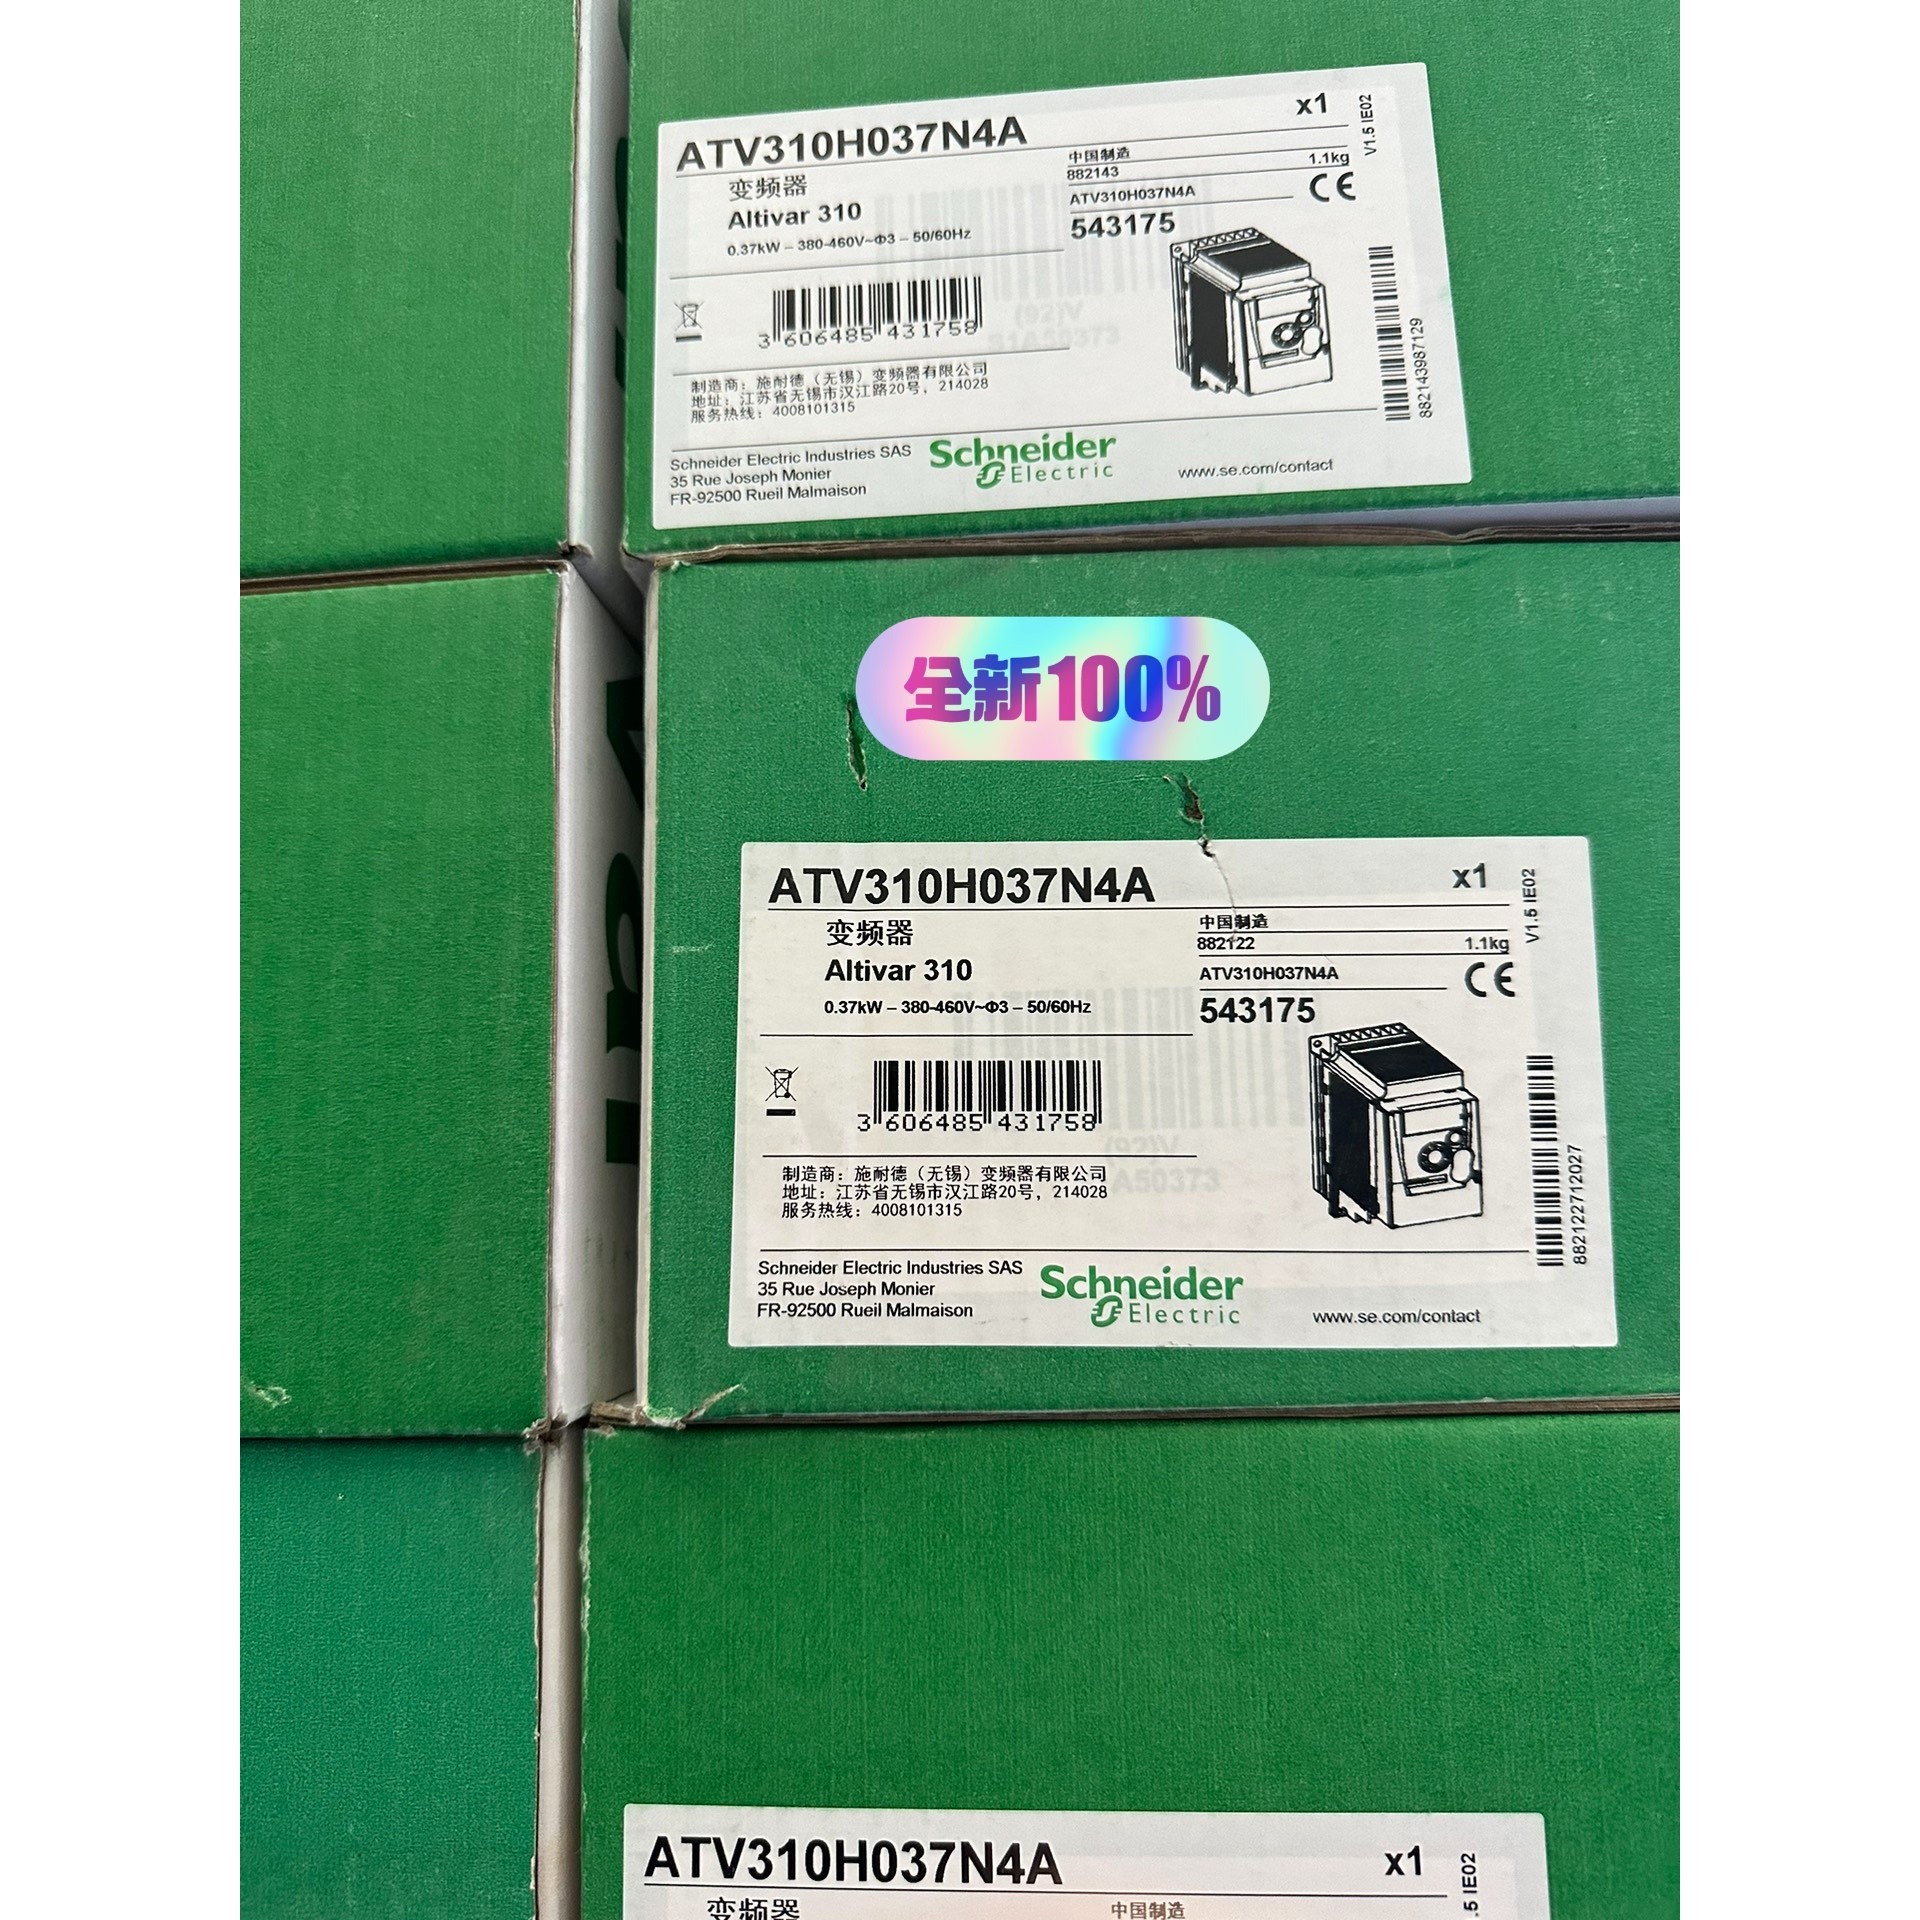 ATV310H037N4A
x1
V1.5 IE02
变频器
Altivar 310
0.37kW – 380-460V~Φ3 – 50/60Hz
中国制造
882143
1.1kg
ATV310H037N4A
CE
543175
3 606485 431758
(92)V
S1A50373
882143987129
制造商：施耐德（无锡）变频器有限公司
地址：江苏省无锡市汉江路20号，214028
服务热线：4008101315
Schneider Electric Industries SAS
35 Rue Joseph Monier
FR-92500 Rueil Malmaison
Schneider
Electric
www.se.com/contact
全新100%
ATV310H037N4A
x1
V1.5 IE02
变频器
Altivar 310
0.37kW – 380-460V~Φ3 – 50/60Hz
中国制造
882122
1.1kg
ATV310H037N4A
CE
543175
3 606485 431758
(92)V
A50373
882122712027
制造商：施耐德（无锡）变频器有限公司
地址：江苏省无锡市汉江路20号，214028
服务热线：4008101315
Schneider Electric Industries SAS
35 Rue Joseph Monier
FR-92500 Rueil Malmaison
Schneider
Electric
www.se.com/contact
ATV310H037N4A
x1
.5 IE02
变频器
中国制造